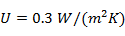 U = 0.3 W/(m²K)